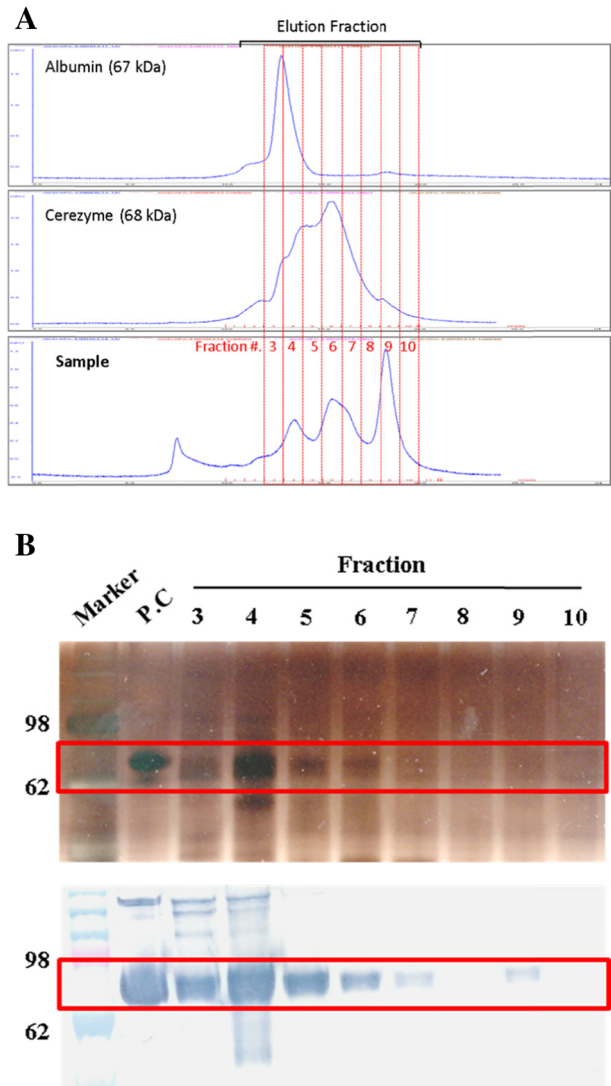 A
Elution Fraction
Albumin (67 kDa)
Cerezyme (68 kDa)
Sample
Fraction #. 3 4 5 6 7 8 9 10
B
Fraction
Marker P.C 3 4 5 6 7 8 9 10
98
62
98
62